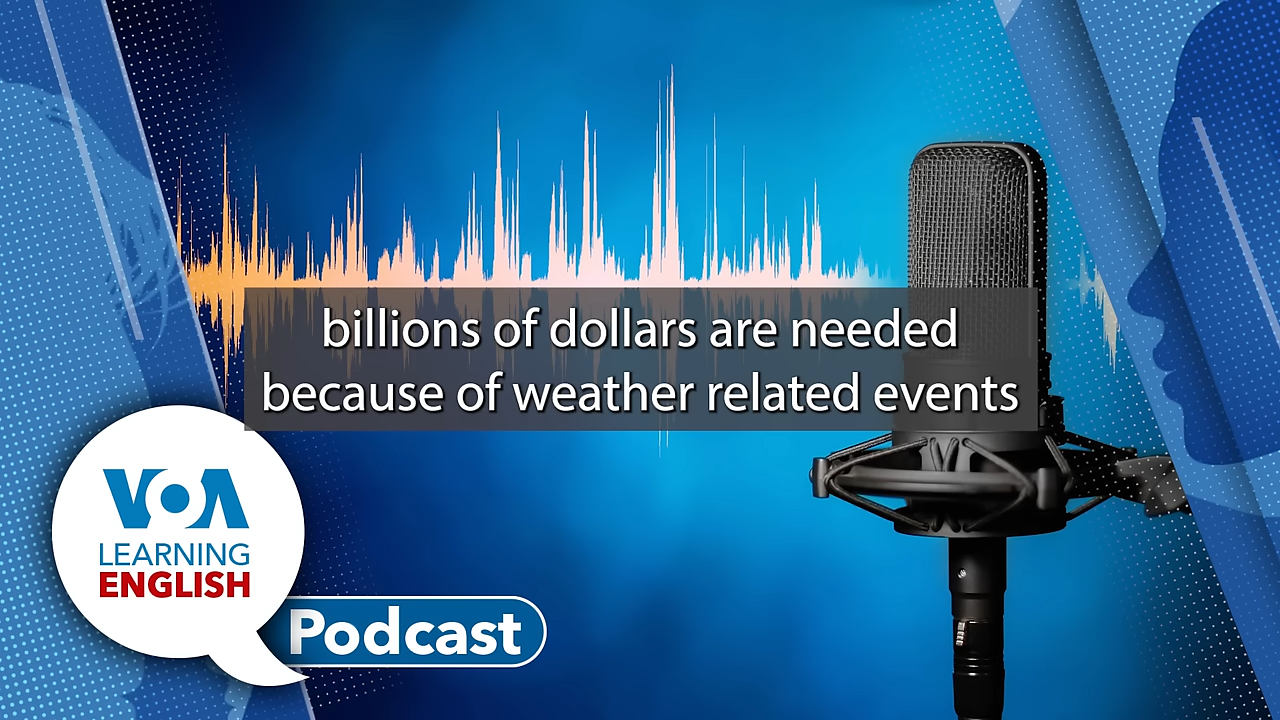 billions of dollars are needed
because of weather related events
VOA
LEARNING
ENGLISH
Podcast